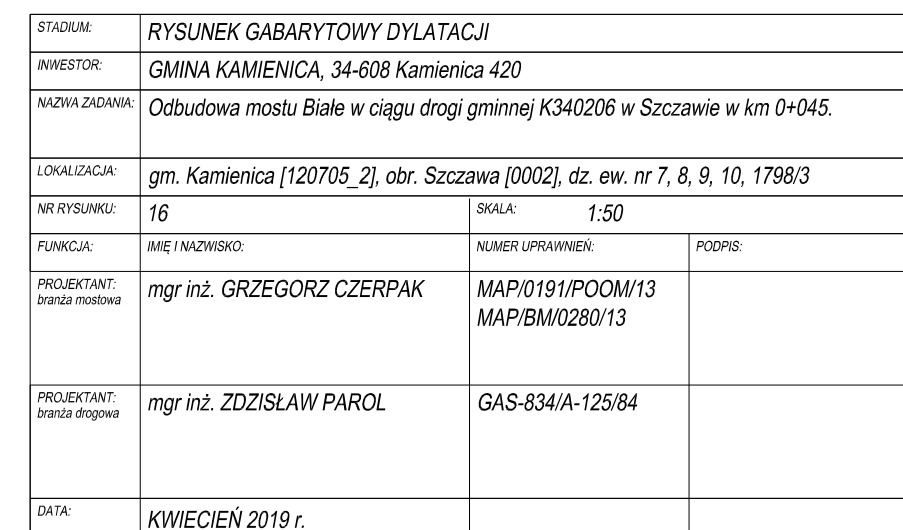 STADIUM: RYSUNEK GABARYTOWY DYLATACJI
INWESTOR: GMINA KAMIENICA, 34-608 Kamienica 420
NAZWA ZADANIA: Odbudowa mostu Białe w ciągu drogi gminnej K340206 w Szczawie w km 0+045.
LOKALIZACJA: gm. Kamienica [120705_2], obr. Szczawa [0002], dz. ew. nr 7, 8, 9, 10, 1798/3
NR RYSUNKU: 16 SKALA: 1:50
FUNKCJA: IMIĘ I NAZWISKO: NUMER UPRAWNIEŃ: PODPIS:
PROJEKTANT: mgr inż. GRZEGORZ CZERPAK MAP/0191/POOM/13
branża mostowa MAP/BM/0280/13
PROJEKTANT: mgr inż. ZDZISŁAW PAROL GAS-834/A-125/84
branża drogowa
DATA: KWIECIEŃ 2019 r.